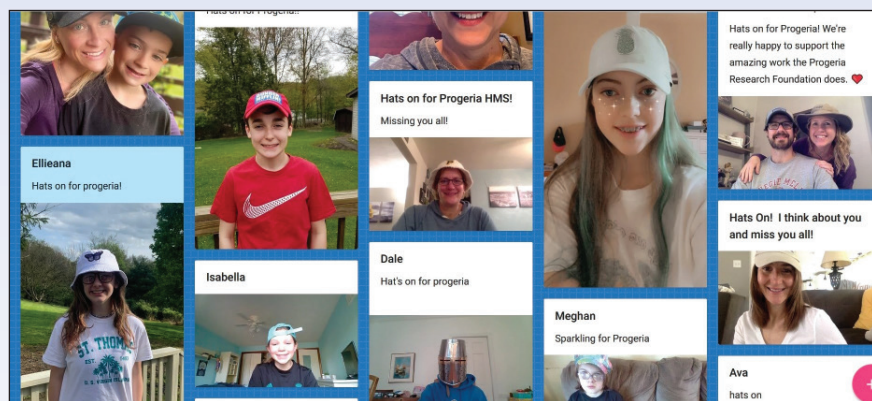 Ellieana
Hats on for progeria!
Hats on for Progeria!!
Isabella
Hats on for Progeria HMS!
Missing you all!
Dale
Hat's on for progeria
Meghan
Sparkling for Progeria
Hats on for Progeria! We're
really happy to support the
amazing work the Progeria
Research Foundation does. ❤️
Hats On! I think about you
and miss you all!
Ava
hats on
ST. THOMAS